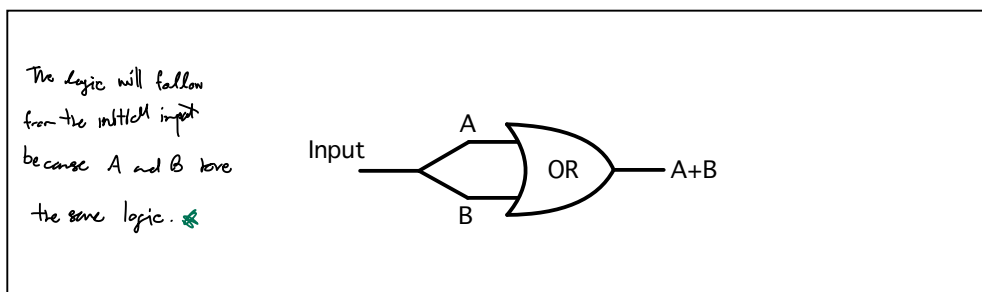 The logic will follow
from the initial input
because A and B have
the same logic.
Input
A
B
OR
A+B